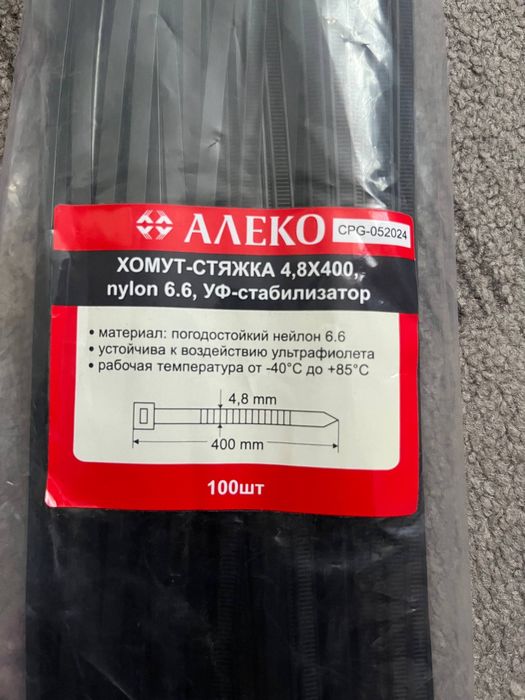 АЛЕКО
CPG-052024
ХОМУТ-СТЯЖКА 4,8Х400,
nylon 6.6, УФ-стабилизатор
• материал: погодостойкий нейлон 6.6
• устойчива к воздействию ультрафиолета
• рабочая температура от -40°С до +85°С
4,8 mm
400 mm
100шт